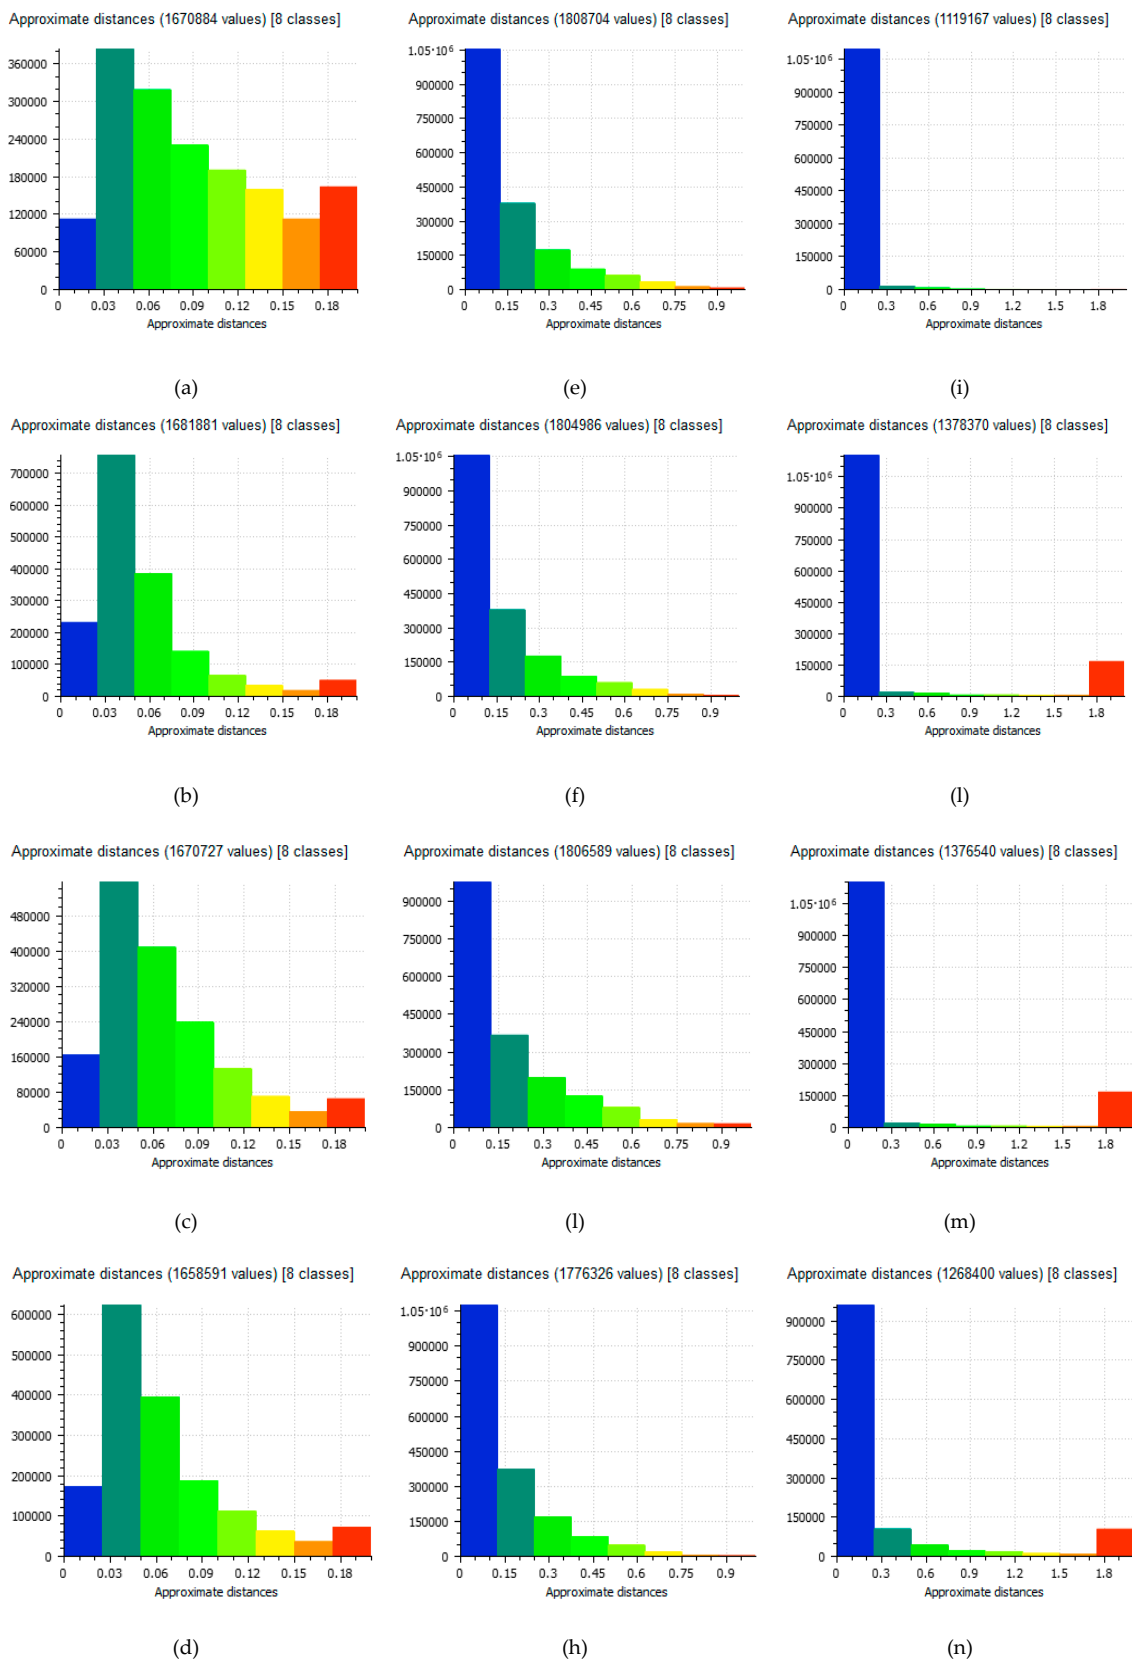 Approximate distances (1670884 values) [8 classes]
360000
300000
240000
180000
120000
60000
0
0 0.03 0.06 0.09 0.12 0.15 0.18
Approximate distances
(a)
Approximate distances (1808704 values) [8 classes]
1.05·10⁶
900000
750000
600000
450000
300000
150000
0
0 0.15 0.3 0.45 0.6 0.75 0.9
Approximate distances
(e)
Approximate distances (1119167 values) [8 classes]
1.05·10⁶
900000
750000
600000
450000
300000
150000
0
0 0.3 0.6 0.9 1.2 1.5 1.8
Approximate distances
(i)
Approximate distances (1681881 values) [8 classes]
700000
600000
500000
400000
300000
200000
100000
0
0 0.03 0.06 0.09 0.12 0.15 0.18
Approximate distances
(b)
Approximate distances (1804986 values) [8 classes]
1.05·10⁶
900000
750000
600000
450000
300000
150000
0
0 0.15 0.3 0.45 0.6 0.75 0.9
Approximate distances
(f)
Approximate distances (1378370 values) [8 classes]
1.05·10⁶
900000
750000
600000
450000
300000
150000
0
0 0.3 0.6 0.9 1.2 1.5 1.8
Approximate distances
(l)
Approximate distances (1670727 values) [8 classes]
480000
400000
320000
240000
160000
80000
0
0 0.03 0.06 0.09 0.12 0.15 0.18
Approximate distances
(c)
Approximate distances (1806589 values) [8 classes]
900000
750000
600000
450000
300000
150000
0
0 0.15 0.3 0.45 0.6 0.75 0.9
Approximate distances
(l)
Approximate distances (1376540 values) [8 classes]
1.05·10⁶
900000
750000
600000
450000
300000
150000
0
0 0.3 0.6 0.9 1.2 1.5 1.8
Approximate distances
(m)
Approximate distances (1658591 values) [8 classes]
600000
500000
400000
300000
200000
100000
0
0 0.03 0.06 0.09 0.12 0.15 0.18
Approximate distances
(d)
Approximate distances (1776326 values) [8 classes]
1.05·10⁶
900000
750000
600000
450000
300000
150000
0
0 0.15 0.3 0.45 0.6 0.75 0.9
Approximate distances
(h)
Approximate distances (1268400 values) [8 classes]
900000
750000
600000
450000
300000
150000
0
0 0.3 0.6 0.9 1.2 1.5 1.8
Approximate distances
(n)